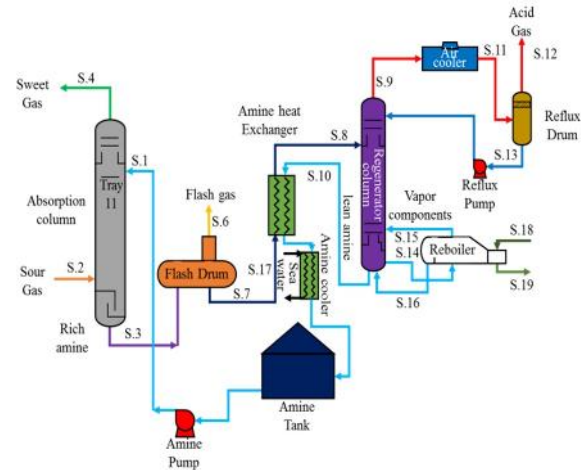 Acid
Gas
S.12
S.11
Air
cooler
S.9
S.4
Sweet
Gas
Amine heat
Exchanger
S.8
Reflux
Drum
S.13
Reflux
Pump
S.1
S.10
Regenerator
column
lean amine
Tray
11
Absorption
column
Flash gas
S.6
Vapor
components
S.15
S.14
Reboiler
S.18
S.19
S.16
Sour
Gas
S.2
Flash Drum
S.17
S.7
Sea
water
Amine cooler
S.3
Rich
amine
Amine
Tank
Amine
Pump